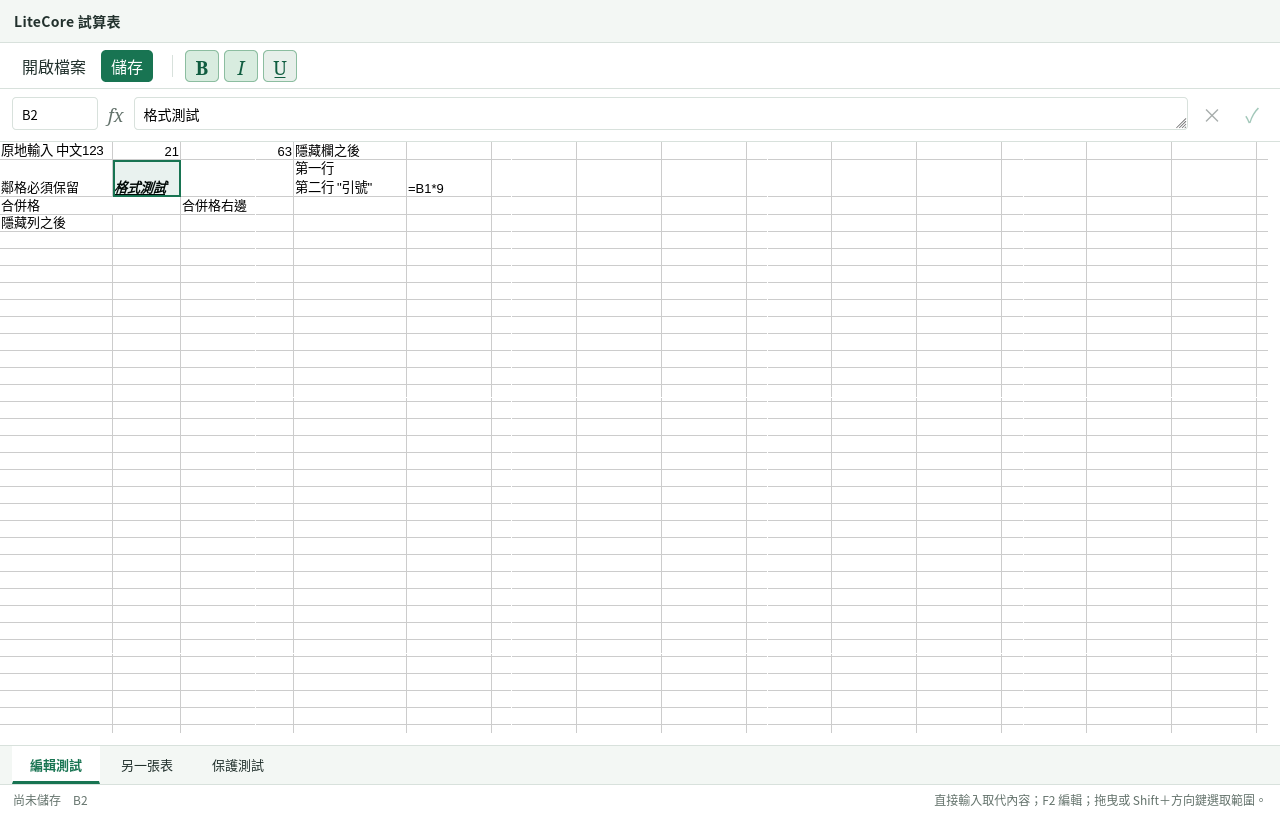 LiteCore 試算表
開啟檔案 儲存 B I U
B2 fx 格式測試
原地輸入 中文123 21 63 隱藏欄之後
第一行
鄰格必須保留 格式測試 第二行 "引號" =B1*9
合併格 合併格右邊
隱藏列之後
編輯測試 另一張表 保護測試
尚未儲存 B2 直接輸入取代內容；F2 編輯；拖曳或 Shift＋方向鍵選取範圍。